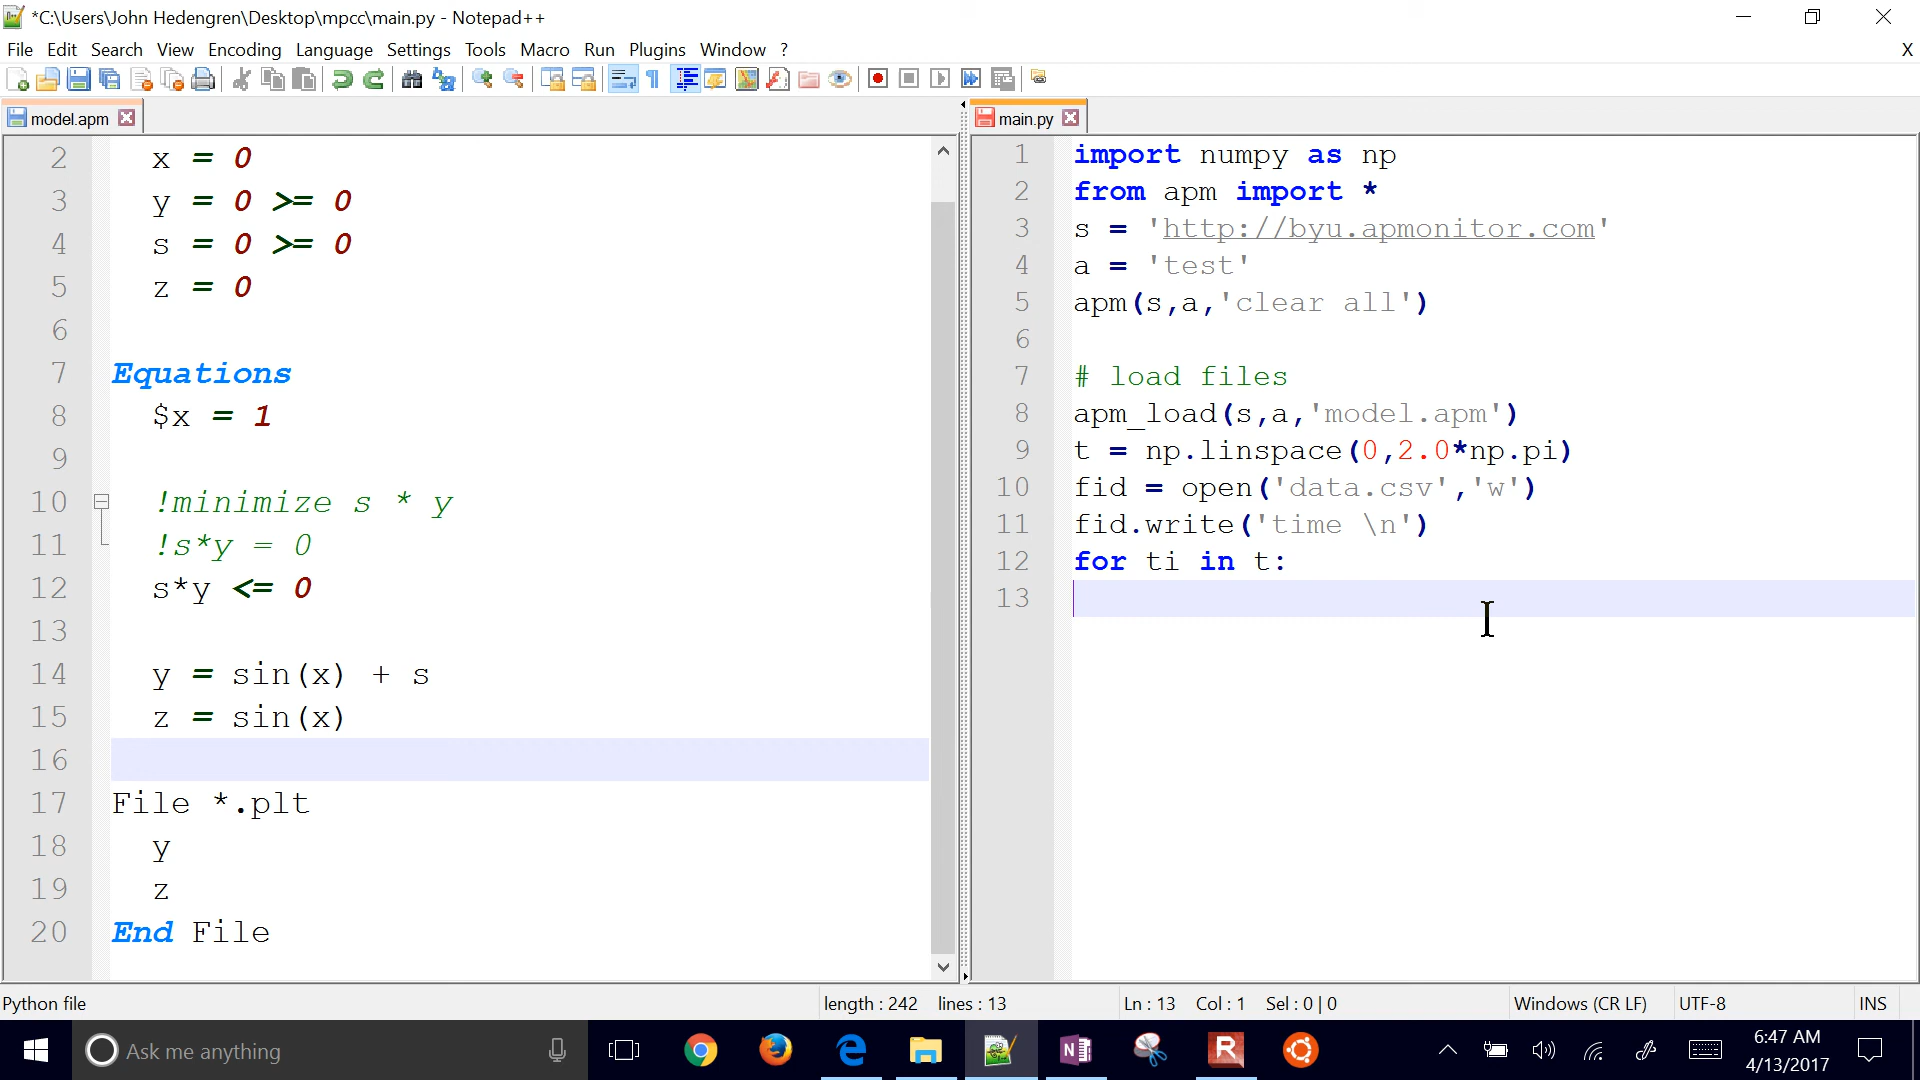 *C:\Users\John Hedengren\Desktop\mpcc\main.py - Notepad++
File Edit Search View Encoding Language Settings Tools Macro Run Plugins Window ? X
model.apm
2 x = 0
3 y = 0 >= 0
4 s = 0 >= 0
5 z = 0
6
7 Equations
8 $x = 1
9
10 !minimize s * y
11 !s*y = 0
12 s*y <= 0
13
14 y = sin(x) + s
15 z = sin(x)
16
17 File *.plt
18 y
19 z
20 End File
main.py
1 import numpy as np
2 from apm import *
3 s = 'http://byu.apmonitor.com'
4 a = 'test'
5 apm(s,a,'clear all')
6
7 # load files
8 apm_load(s,a,'model.apm')
9 t = np.linspace(0,2.0*np.pi)
10 fid = open('data.csv','w')
11 fid.write('time \n')
12 for ti in t:
13
Python file length : 242 lines : 13 Ln : 13 Col : 1 Sel : 0 | 0 Windows (CR LF) UTF-8 INS
Ask me anything
6:47 AM
4/13/2017